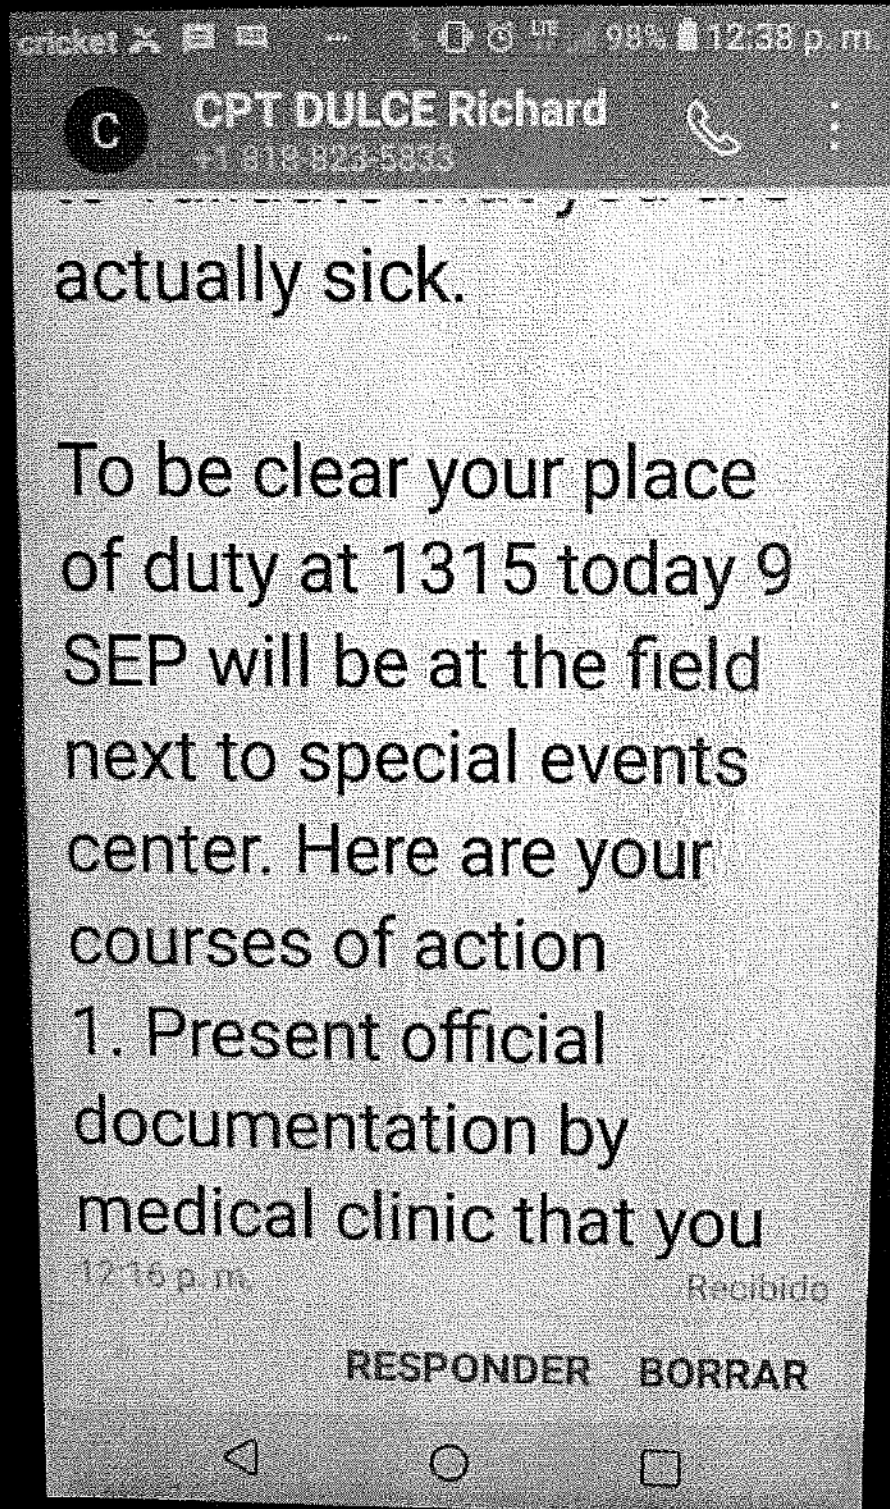 cricket LTE 98% 12:38 p. m.
C
CPT DULCE Richard
+1 818-823-5833
actually sick.
To be clear your place
of duty at 1315 today 9
SEP will be at the field
next to special events
center. Here are your
courses of action
1. Present official
documentation by
medical clinic that you
12:16 p. m.
Recibido
RESPONDER BORRAR